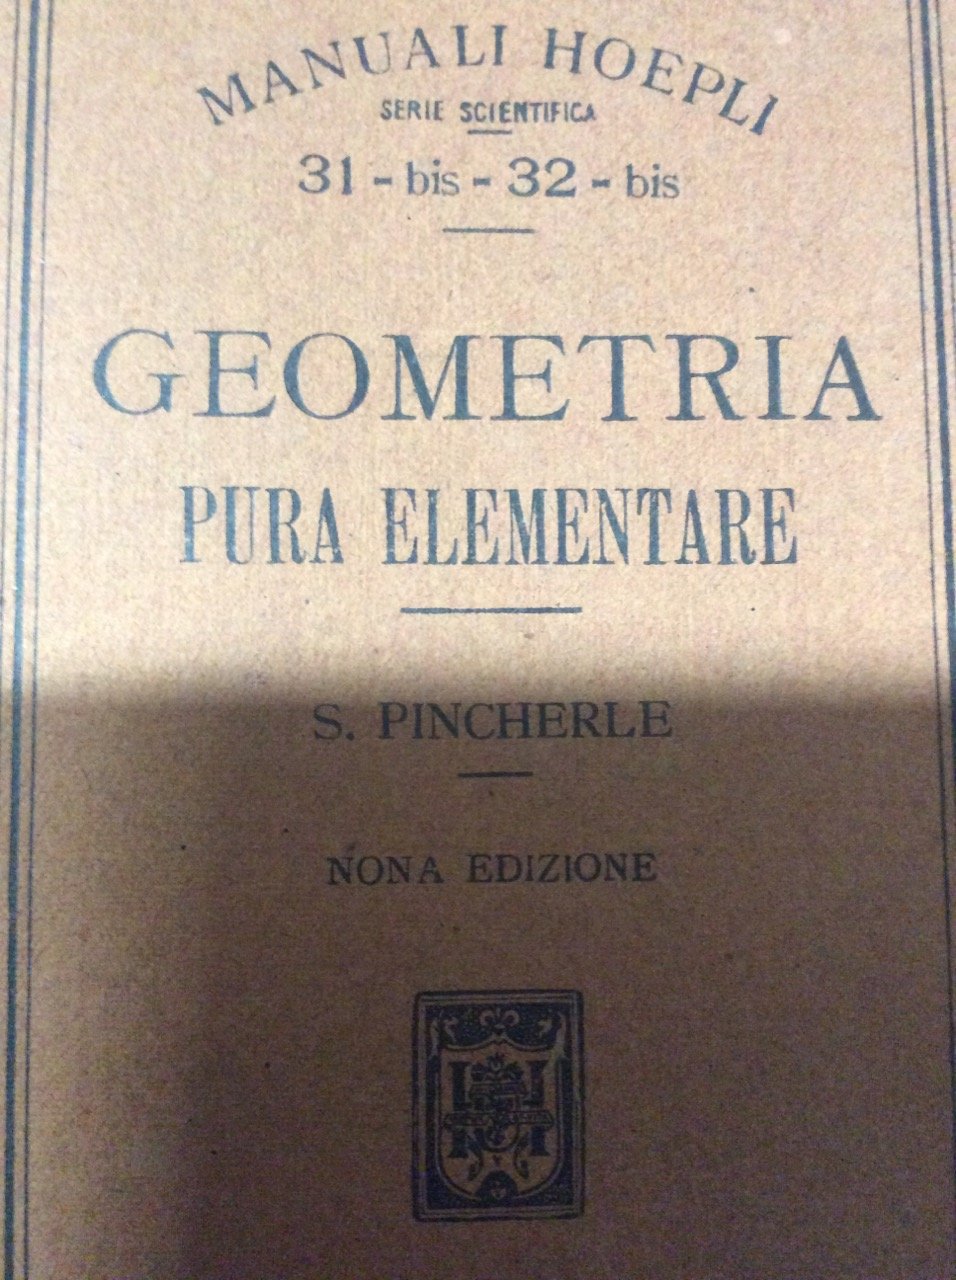 MANUALI HOEPLI
SERIE SCIENTIFICA
31 - bis - 32 - bis
GEOMETRIA
PURA ELEMENTARE
S. PINCHERLE
NONA EDIZIONE